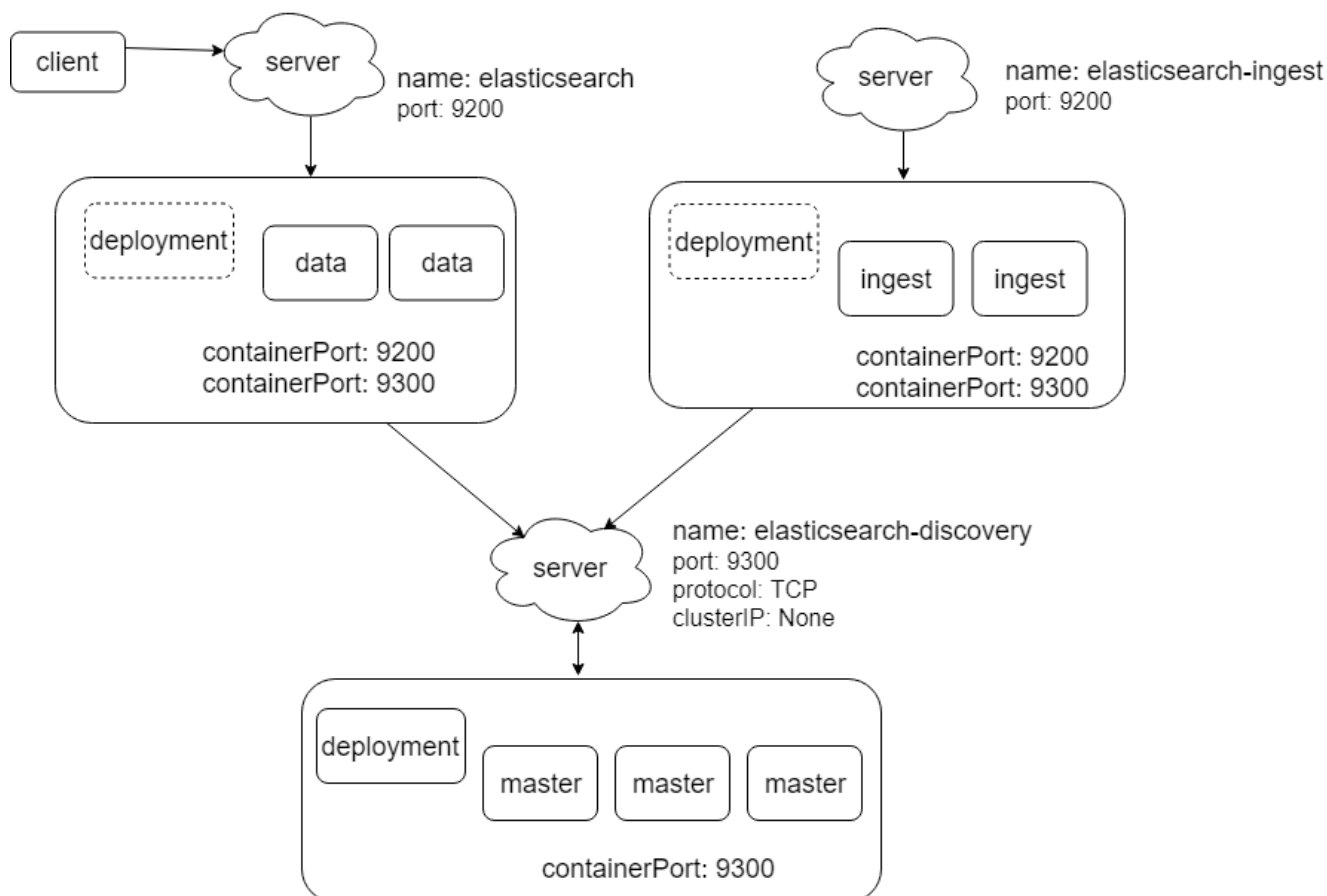 client
server
name: elasticsearch
port: 9200
server
name: elasticsearch-ingest
port: 9200
deployment
data
data
containerPort: 9200
containerPort: 9300
deployment
ingest
ingest
containerPort: 9200
containerPort: 9300
server
name: elasticsearch-discovery
port: 9300
protocol: TCP
clusterIP: None
deployment
master
master
master
containerPort: 9300